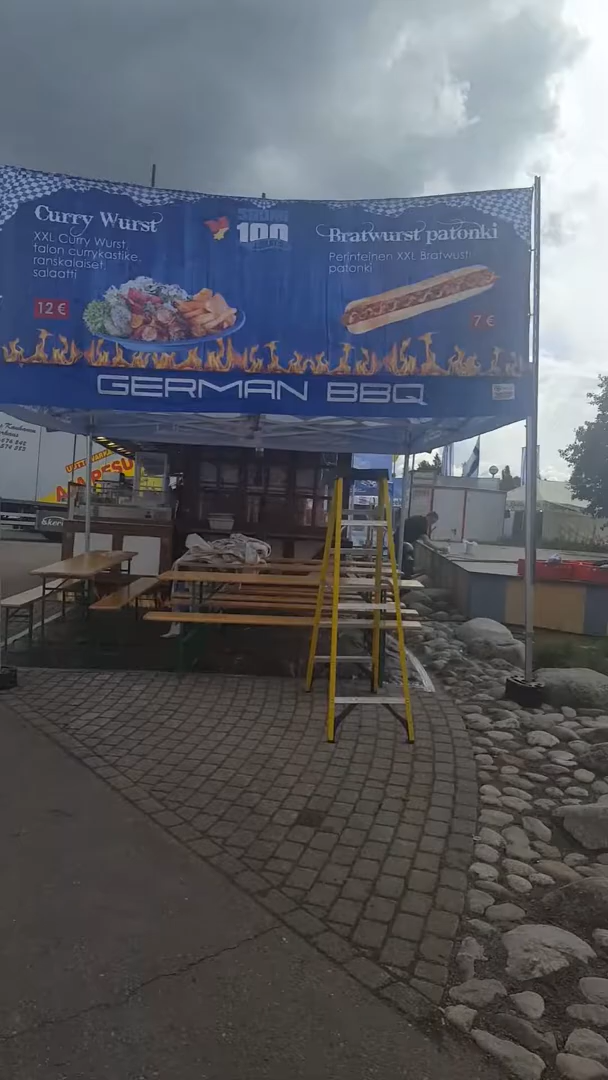 Curry Wurst
XXL Curry Wurst,
talon currykastike,
ranskalaiset,
salaatti
12 €
SUOMI
100
Bratwurst patonki
Perinteinen XXL Bratwurst
patonki
7 €
GERMAN BBQ